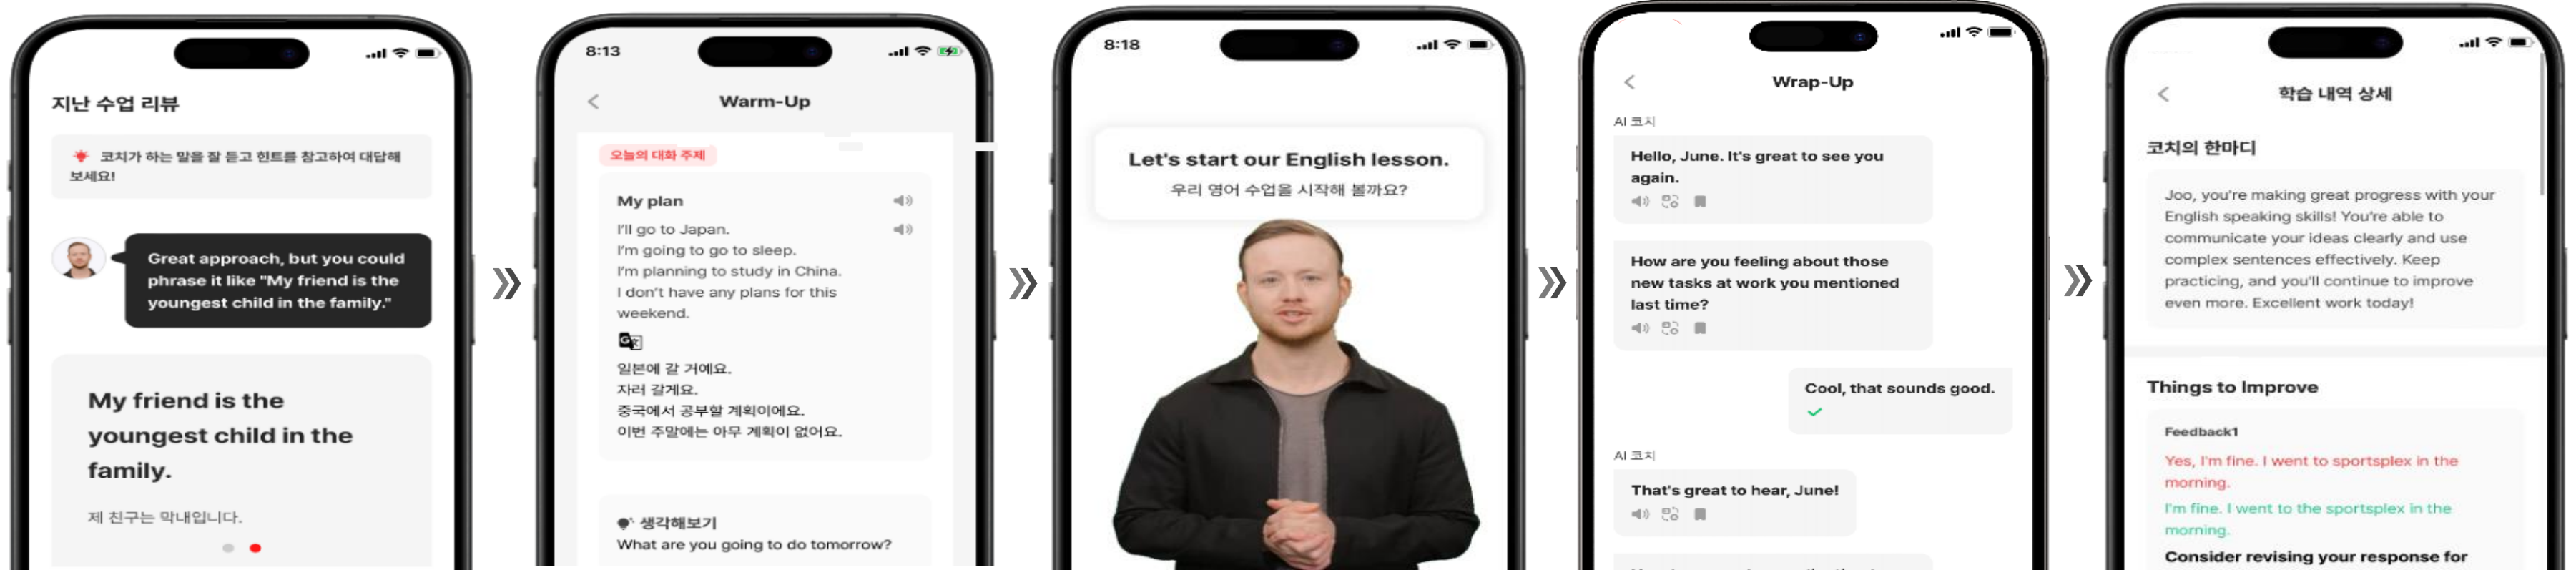 지난 수업 리뷰
코치가 하는 말을 잘 듣고 힌트를 참고하여 대답해
보세요!
Great approach, but you could
phrase it like "My friend is the
youngest child in the family."
My friend is the
youngest child in the
family.
제 친구는 막내입니다.
8:13
Warm-Up
오늘의 대화 주제
My plan
I'll go to Japan.
I'm going to go to sleep.
I'm planning to study in China.
I don't have any plans for this
weekend.
일본에 갈 거예요.
자러 갈게요.
중국에서 공부할 계획이에요.
이번 주말에는 아무 계획이 없어요.
생각해보기
What are you going to do tomorrow?
8:18
Let's start our English lesson.
우리 영어 수업을 시작해 볼까요?
Wrap-Up
AI 코치
Hello, June. It's great to see you
again.
How are you feeling about those
new tasks at work you mentioned
last time?
Cool, that sounds good.
AI 코치
That's great to hear, June!
학습 내역 상세
코치의 한마디
Joo, you're making great progress with your
English speaking skills! You're able to
communicate your ideas clearly and use
complex sentences effectively. Keep
practicing, and you'll continue to improve
even more. Excellent work today!
Things to Improve
Feedback1
Yes, I'm fine. I went to sportsplex in the
morning.
I'm fine. I went to the sportsplex in the
morning.
Consider revising your response for